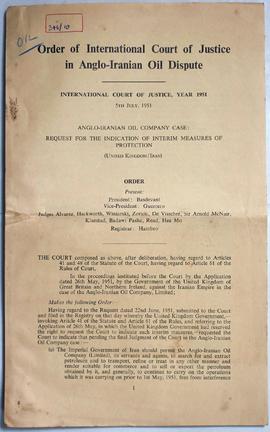 OIL
346/10
Order of International Court of Justice
in Anglo-Iranian Oil Dispute
INTERNATIONAL COURT OF JUSTICE, YEAR 1951
5TH JULY, 1951
ANGLO-IRANIAN OIL COMPANY CASE:
REQUEST FOR THE INDICATION OF INTERIM MEASURES OF
PROTECTION
(UNITED KINGDOM/IRAN)
ORDER
Present:
President: Basdevant
Vice-President: Guerrero
Judges Alvarez, Hackworth, Winiarski, Zoricic, De Visscher, Sir Arnold McNair,
Klaestad, Badawi Pasha, Read, Hsu Mo
Registrar: Hambro
THE COURT composed as above, after deliberation, having regard to Articles
41 and 48 of the Statute of the Court, having regard to Article 61 of the
Rules of Court,
In the proceedings instituted before the Court by the Application
dated 26th May, 1951, by the Government of the United Kingdom of
Great Britain and Northern Ireland, against the Iranian Empire in the
case of the Anglo-Iranian Oil Company, Limited;
Makes the following Order:
Having regard to the Request dated 22nd June, 1951, submitted to the Court
and filed in the Registry on that day whereby the United Kingdom Government,—
invoking Article 41 of the Statute and Article 61 of the Rules, and referring to the
Application of 26th May, in which the United Kingdom Government had reserved
the right to request the Court to indicate such interim measures,—requested the
Court to indicate that pending the final Judgment of the Court in the Anglo-Iranian
Oil Company case:—
(a) The Imperial Government of Iran should permit the Anglo-Iranian Oil Company
(Limited), its servants and agents, to search for and extract
petroleum and to transport, refine or treat in any other manner and
render suitable for commerce and to sell or export the petroleum
obtained by it, and generally, to continue to carry on the operations
which it was carrying on prior to 1st May, 1951, free from interference